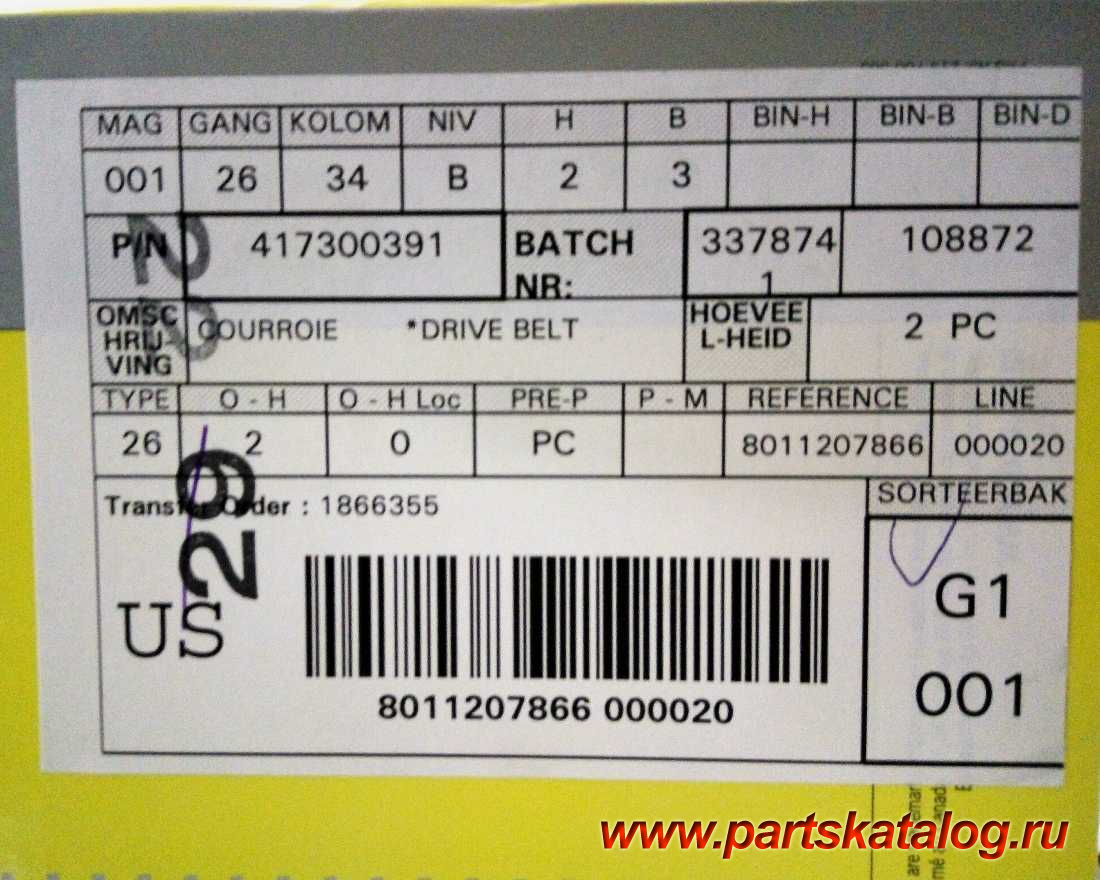 MAG GANG KOLOM NIV H B BIN-H BIN-B BIN-D
001 26 34 B 2 3
P/N 417300391 BATCH NR: 337874 1 108872
OMSC HRIJ- VING COURROIE *DRIVE BELT HOEVEE L-HEID 2 PC
TYPE O - H O - H Loc PRE-P P - M REFERENCE LINE
26 2 0 PC 8011207866 000020
Transfer Order : 1866355 SORTEERBAK
29
US G1
001
8011207866 000020
www.partskatalog.ru